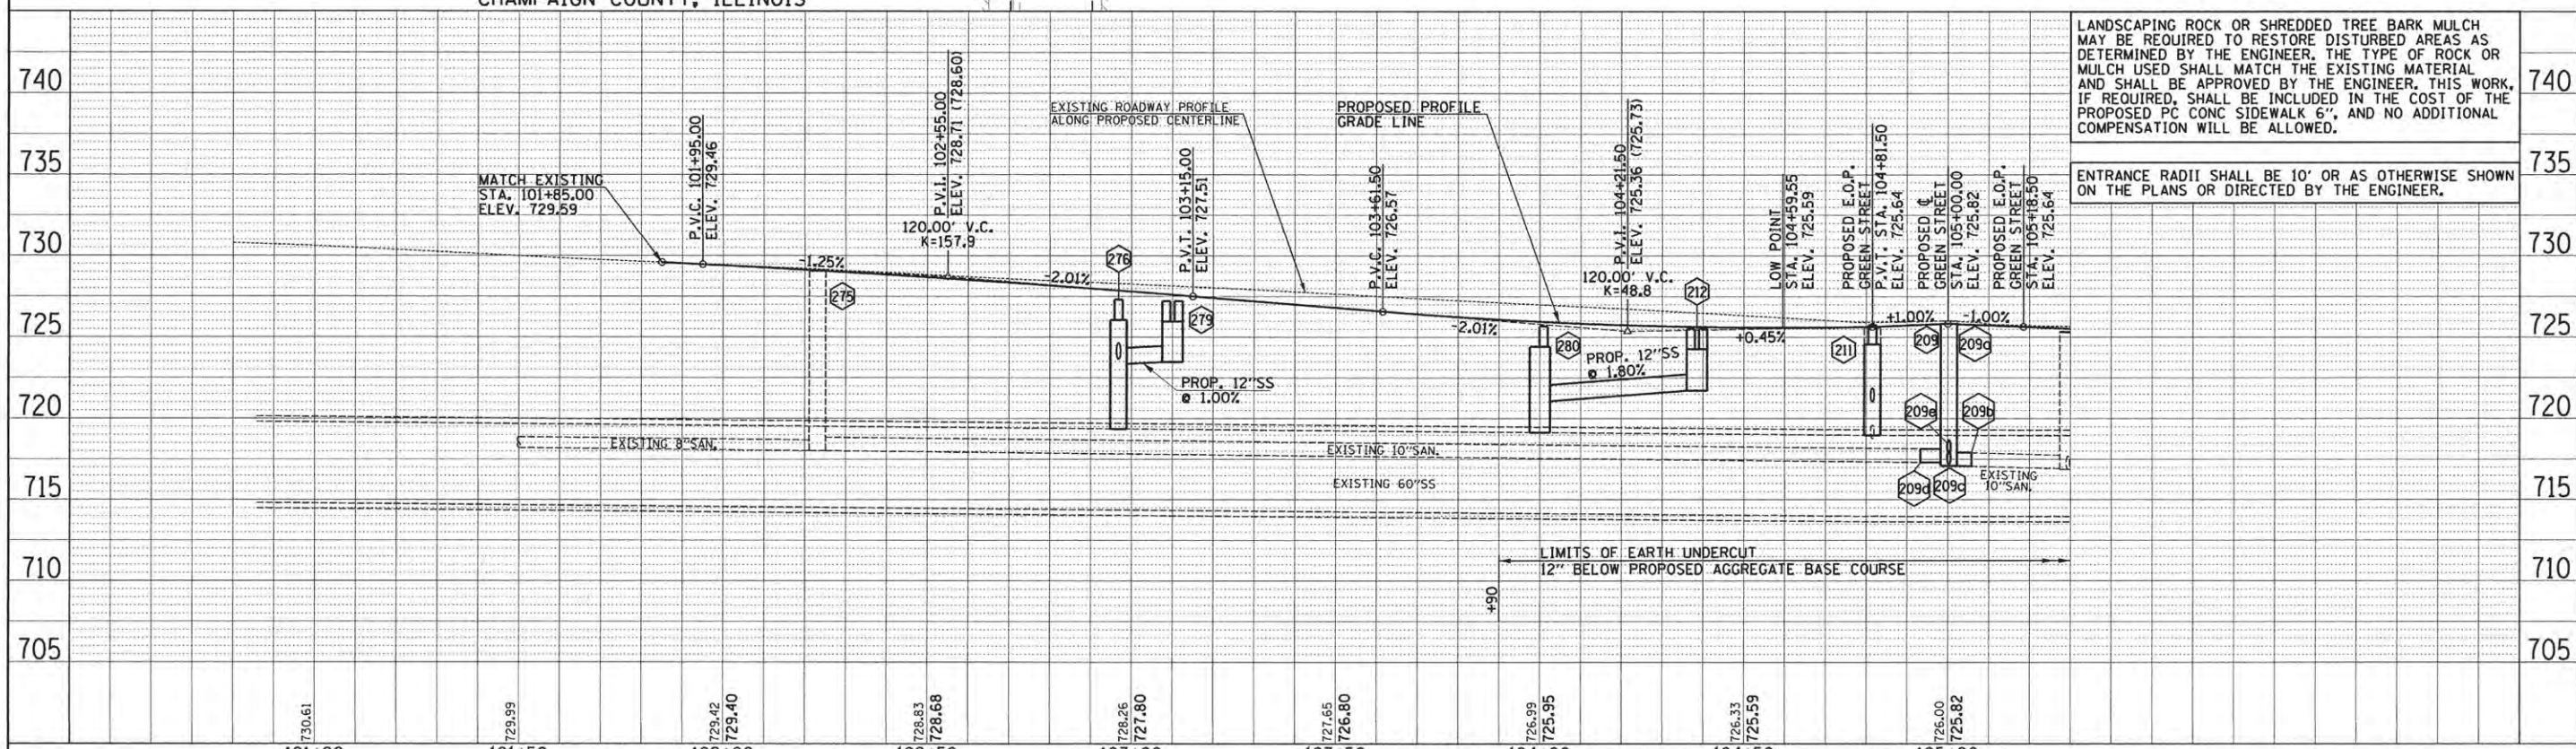 CHAMPAIGN COUNTY, ILLINOIS
LANDSCAPING ROCK OR SHREDDED TREE BARK MULCH
MAY BE REQUIRED TO RESTORE DISTURBED AREAS AS
DETERMINED BY THE ENGINEER. THE TYPE OF ROCK OR
MULCH USED SHALL MATCH THE EXISTING MATERIAL
AND SHALL BE APPROVED BY THE ENGINEER. THIS WORK,
IF REQUIRED, SHALL BE INCLUDED IN THE COST OF THE
PROPOSED PC CONC SIDEWALK 6", AND NO ADDITIONAL
COMPENSATION WILL BE ALLOWED.
ENTRANCE RADII SHALL BE 10' OR AS OTHERWISE SHOWN
ON THE PLANS OR DIRECTED BY THE ENGINEER.
740
735
730
725
720
715
710
705
740
735
730
725
720
715
710
705
MATCH EXISTING
STA. 101+85.00
ELEV. 729.59
P.V.C. 101+95.00
ELEV. 729.46
-1.25%
275
P.V.I. 102+55.00
ELEV. 728.71 (728.60)
120.00' V.C.
K=157.9
-2.01%
EXISTING ROADWAY PROFILE
ALONG PROPOSED CENTERLINE
276
P.V.T. 103+15.00
ELEV. 727.51
279
PROP. 12"SS
@ 1.00%
PROPOSED PROFILE
GRADE LINE
P.V.C. 103+61.50
ELEV. 726.57
-2.01%
280
P.V.I. 104+21.50
ELEV. 725.36 (725.73)
120.00' V.C.
K=48.8
212
PROP. 12"SS
@ 1.80%
+0.45%
LOW POINT
STA. 104+59.55
ELEV. 725.59
211
PROPOSED E.O.P.
GREEN STREET
P.V.T. STA. 104+81.50
ELEV. 725.64
+1.00%
PROPOSED ℄
GREEN STREET
STA. 105+00.00
ELEV. 725.82
-1.00%
PROPOSED E.O.P.
GREEN STREET
STA. 105+18.50
ELEV. 725.64
209
209a
209e
209b
209d
209c
EXISTING 8"SAN.
EXISTING 10"SAN.
EXISTING 60"SS
EXISTING
10"SAN.
LIMITS OF EARTH UNDERCUT
12" BELOW PROPOSED AGGREGATE BASE COURSE
+90
730.61
729.99
729.42
729.40
728.83
728.68
728.26
727.80
727.65
726.80
726.99
725.95
726.33
725.59
726.00
725.82